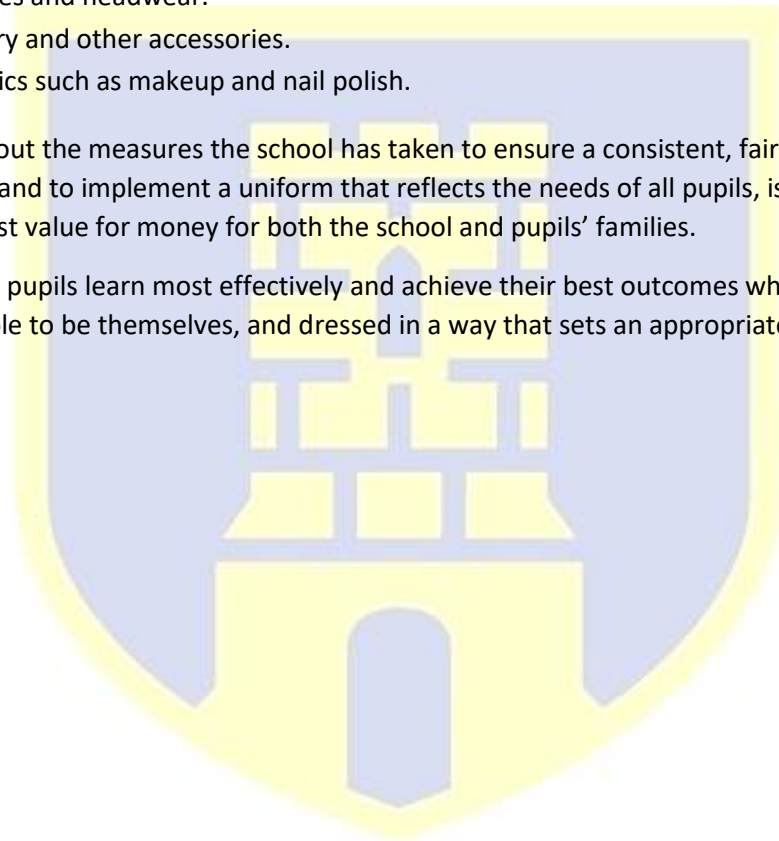 es and headwear.
ry and other accessories.
ics such as makeup and nail polish.
out the measures the school has taken to ensure a consistent, fair
and to implement a uniform that reflects the needs of all pupils, is
st value for money for both the school and pupils’ families.
pupils learn most effectively and achieve their best outcomes wh
le to be themselves, and dressed in a way that sets an appropriate